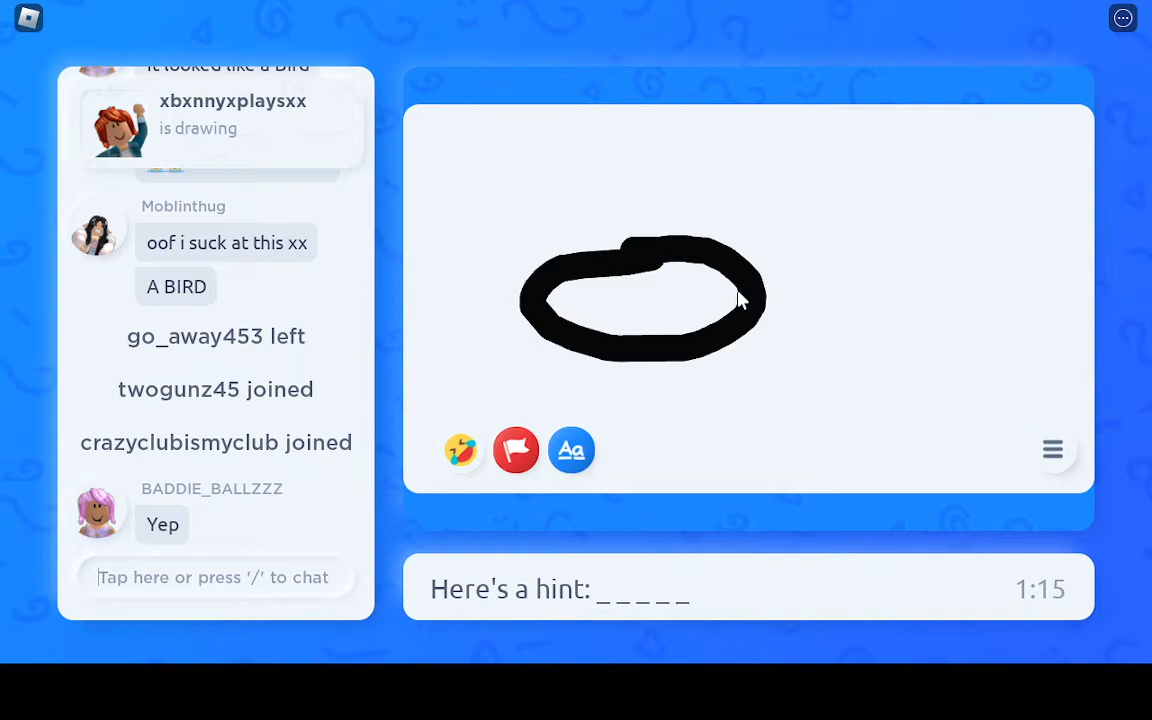 It looked like a Bird
xbxnnyxplaysxx
is drawing
Moblinthug
oof i suck at this xx
A BIRD
go_away453 left
twogunz45 joined
crazyclubismyclub joined
BADDIE_BALLZZZ
Yep
Tap here or press '/' to chat
Aa
Here's a hint: _ _ _ _ _
1:15